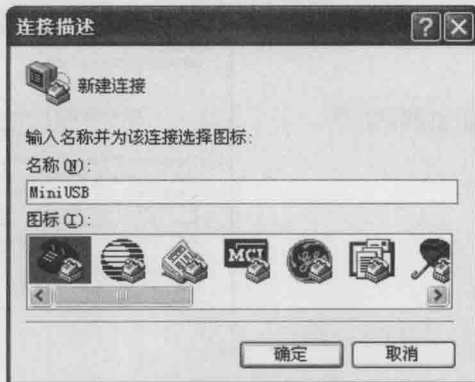 连接描述
新建连接
输入名称并为该连接选择图标:
名称(N):
MiniUSB
图标(I):
MCI
确定
取消